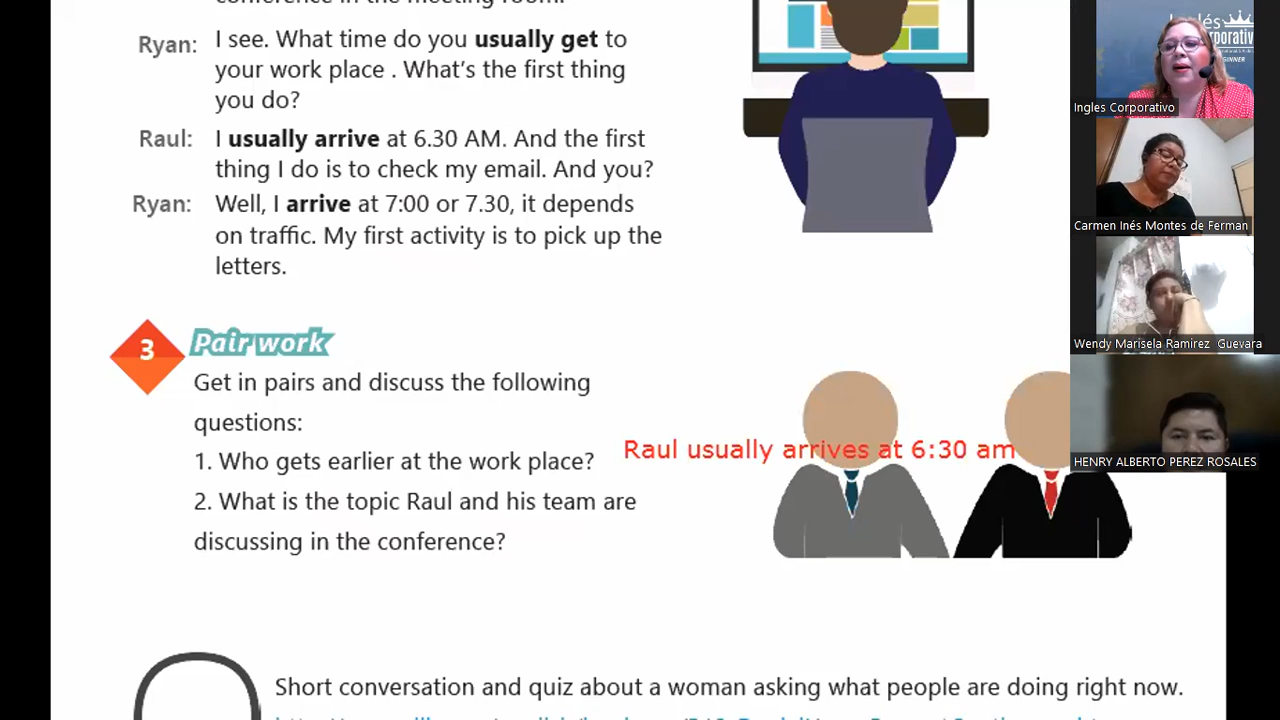 conference in the meeting room.
Ryan: I see. What time do you usually get to
your work place . What's the first thing
you do?
Raul: I usually arrive at 6.30 AM. And the first
thing I do is to check my email. And you?
Ryan: Well, I arrive at 7:00 or 7.30, it depends
on traffic. My first activity is to pick up the
letters.
3
Pair work
Get in pairs and discuss the following
questions:
1. Who gets earlier at the work place?
Raul usually arrives at 6:30 am
2. What is the topic Raul and his team are
discussing in the conference?
Short conversation and quiz about a woman asking what people are doing right now.
Ingles Corporativo
Carmen Inés Montes de Ferman
Wendy Marisela Ramirez Guevara
HENRY ALBERTO PEREZ ROSALES